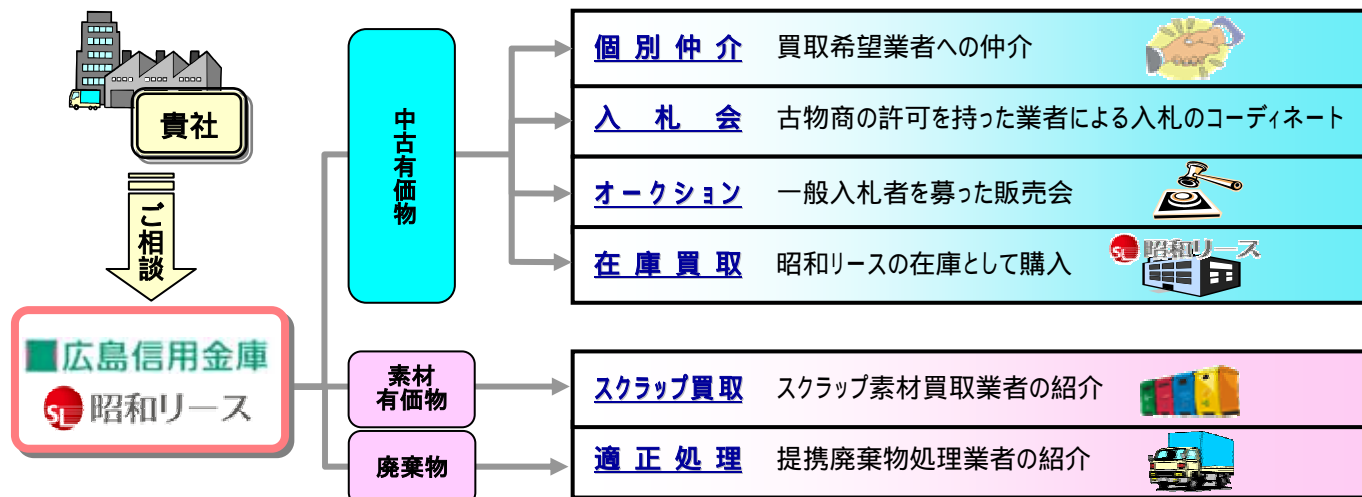 貴社
ご相談
広島信用金庫
SL 昭和リース
中古有価物
個別仲介 買取希望業者への仲介
入札会 古物商の許可を持った業者による入札のコーディネート
オークション 一般入札者を募った販売会
在庫買取 昭和リースの在庫として購入
SL 昭和リース
素材
有価物
スクラップ買取 スクラップ素材買取業者の紹介
廃棄物
適正処理 提携廃棄物処理業者の紹介